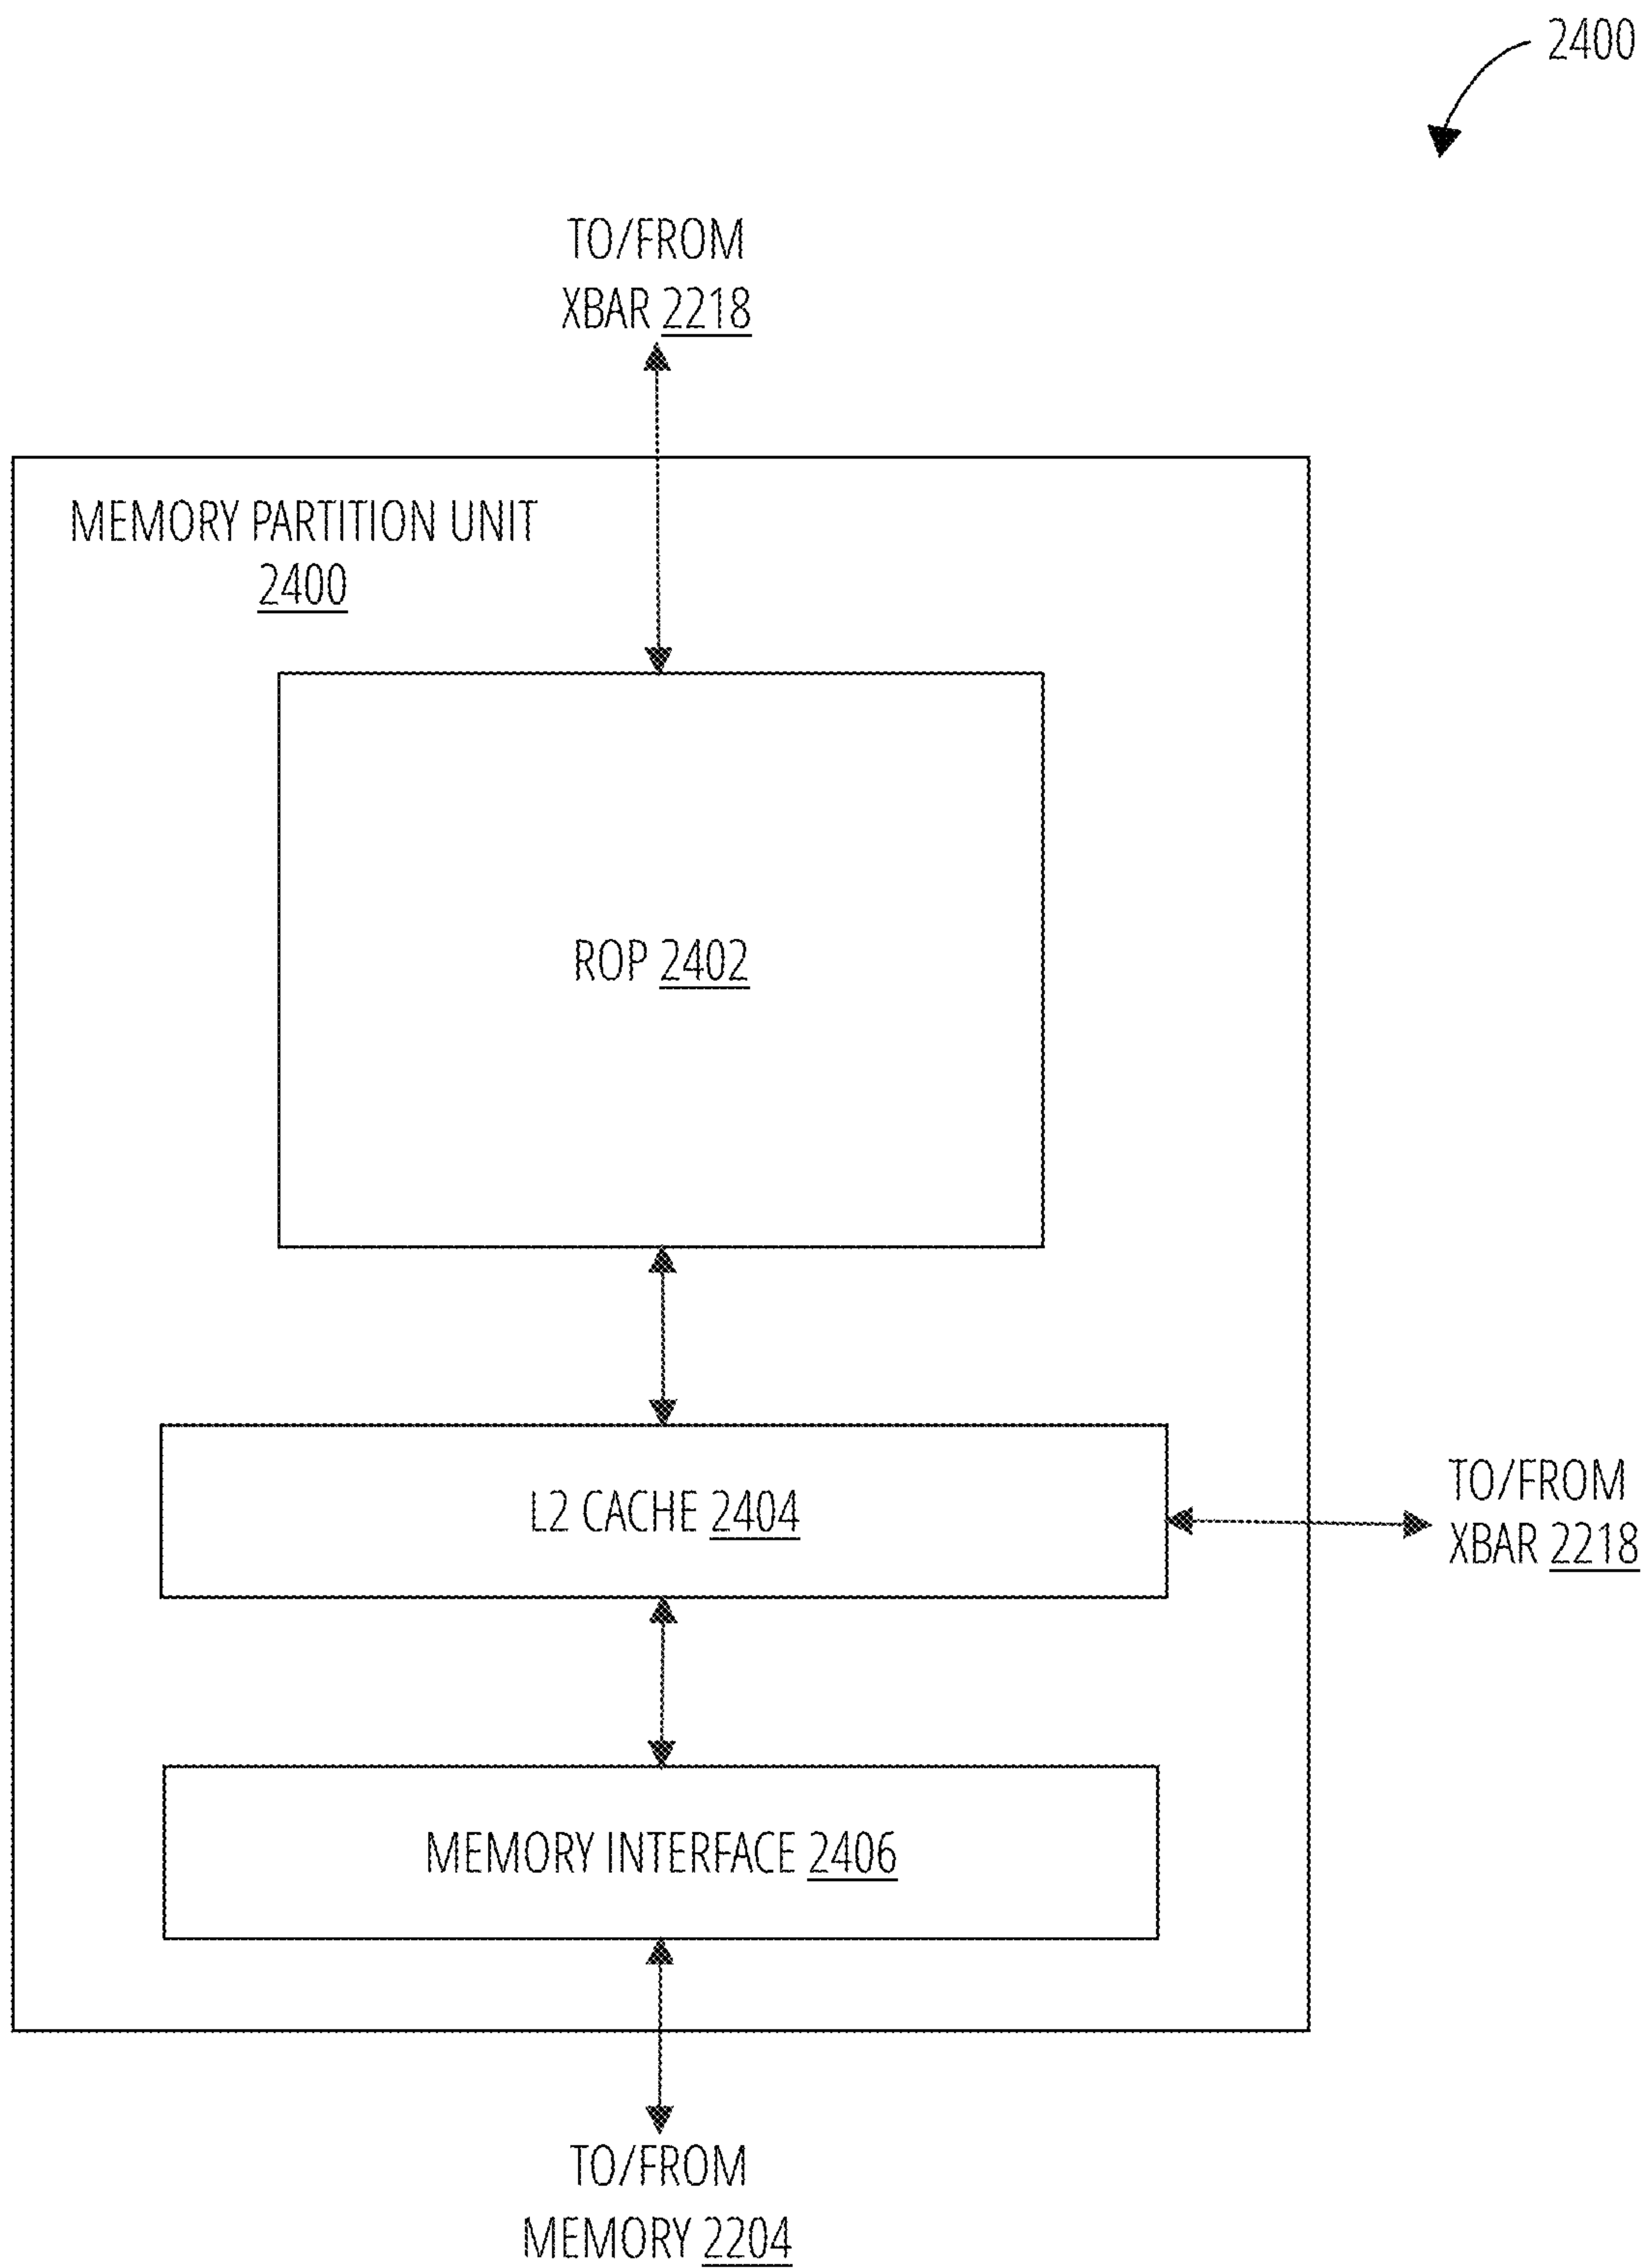 2400
TO/FROM
XBAR 2218
MEMORY PARTITION UNIT
2400
ROP 2402
L2 CACHE 2404
TO/FROM
XBAR 2218
MEMORY INTERFACE 2406
TO/FROM
MEMORY 2204